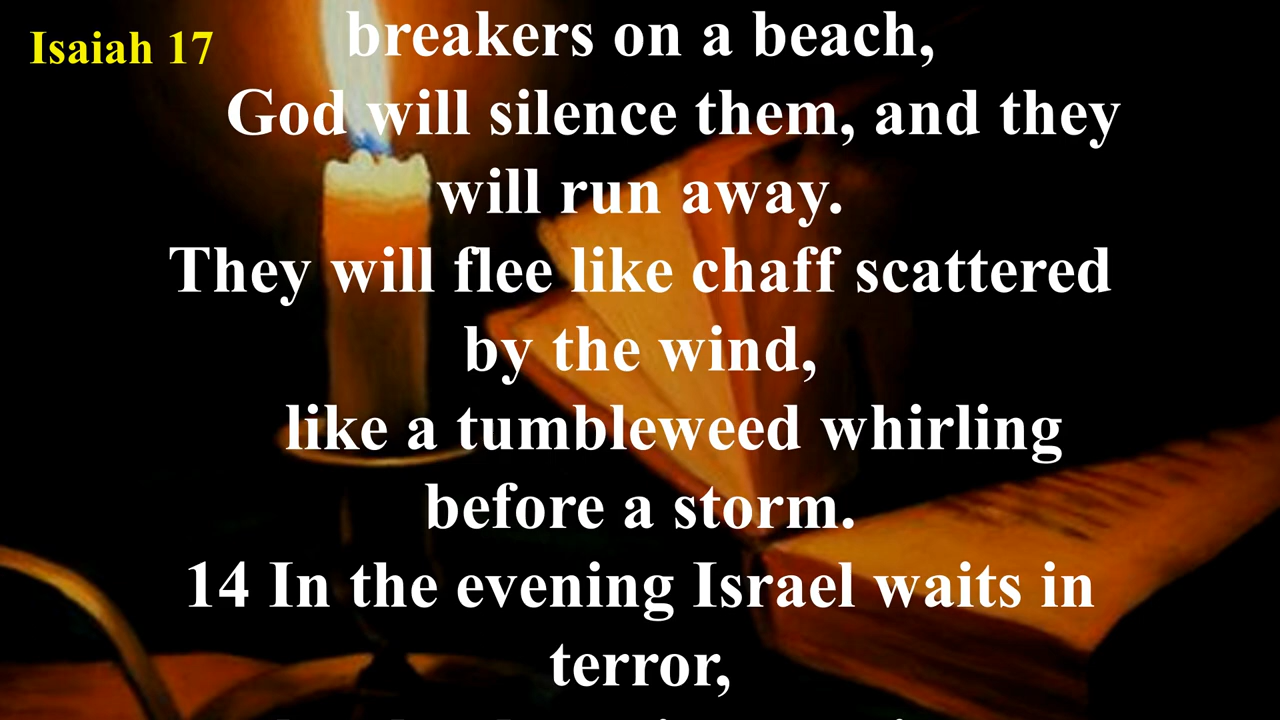 Isaiah 17
breakers on a beach,
God will silence them, and they
will run away.
They will flee like chaff scattered
by the wind,
like a tumbleweed whirling
before a storm.
14 In the evening Israel waits in
terror,